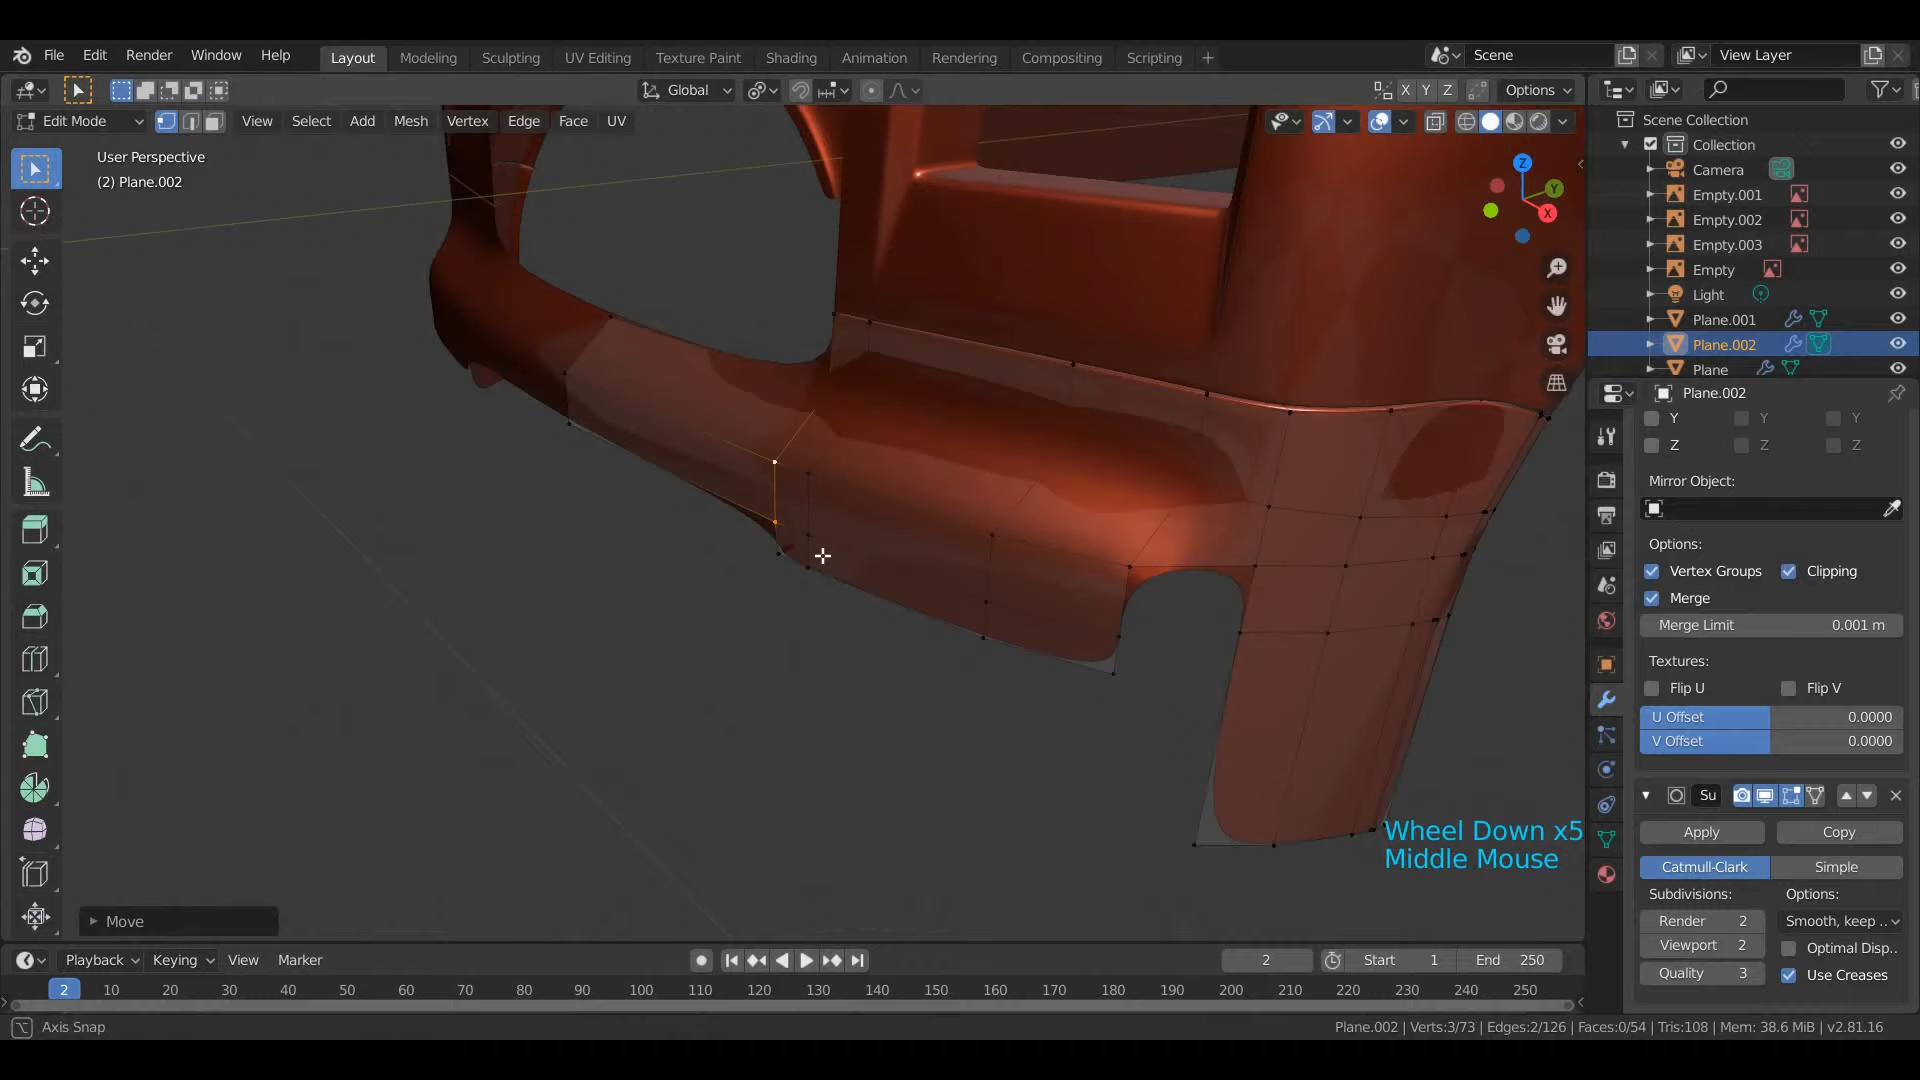 File Edit Render Window Help Layout Modeling Sculpting UV Editing Texture Paint Shading Animation Rendering Compositing Scripting + Scene View Layer
Global X Y Z Options
Edit Mode View Select Add Mesh Vertex Edge Face UV
User Perspective
(2) Plane.002
Z
Y
X
Scene Collection
Collection
Camera
Empty.001
Empty.002
Empty.003
Empty
Light
Plane.001
Plane.002
Plane
Plane.002
Y Y Y
Z Z Z
Mirror Object:
Options:
Vertex Groups Clipping
Merge
Merge Limit 0.001 m
Textures:
Flip U Flip V
U Offset 0.0000
V Offset 0.0000
Su
Apply Copy
Catmull-Clark Simple
Subdivisions: Options:
Render 2 Smooth, keep ..
Viewport 2 Optimal Disp..
Quality 3 Use Creases
Wheel Down x5
Middle Mouse
Move
Playback Keying View Marker 2 Start 1 End 250
2 10 20 30 40 50 60 70 80 90 100 110 120 130 140 150 160 170 180 190 200 210 220 230 240 250
Axis Snap Plane.002 | Verts:3/73 | Edges:2/126 | Faces:0/54 | Tris:108 | Mem: 38.6 MiB | v2.81.16